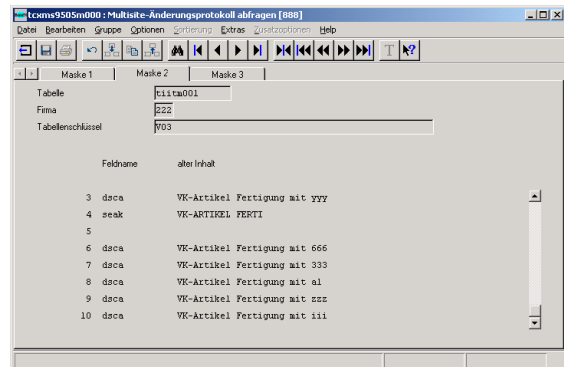 tcxms9505m000 : Multisite-Änderungsprotokoll abfragen [888]
Datei Bearbeiten Gruppe Optionen Sortierung Extras Zusatzoptionen Help
Maske 1 Maske 2 Maske 3
Tabelle tiitm001
Firma 222
Tabellenschlüssel V03
Feldname alter Inhalt
3 dsca VK-Artikel Fertigung mit yyy
4 seak VK-ARTIKEL FERTI
5
6 dsca VK-Artikel Fertigung mit 666
7 dsca VK-Artikel Fertigung mit 333
8 dsca VK-Artikel Fertigung mit a1
9 dsca VK-Artikel Fertigung mit zzz
10 dsca VK-Artikel Fertigung mit iii